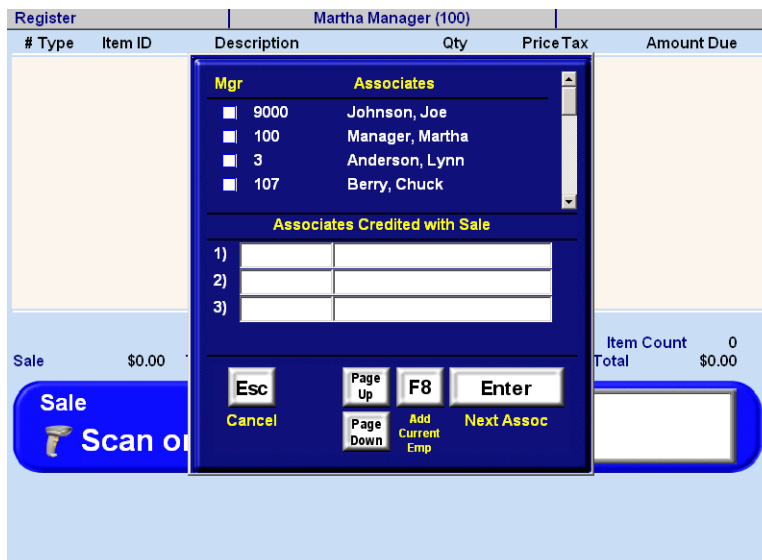 Register Martha Manager (100)
# Type Item ID Description Qty Price Tax Amount Due
Mgr Associates
9000 Johnson, Joe
100 Manager, Martha
3 Anderson, Lynn
107 Berry, Chuck
Associates Credited with Sale
1)
2)
3)
Item Count 0
Sale $0.00 Total $0.00
Esc Page Up F8 Enter
Cancel Page Down Add Current Emp Next Assoc
Sale
Scan or